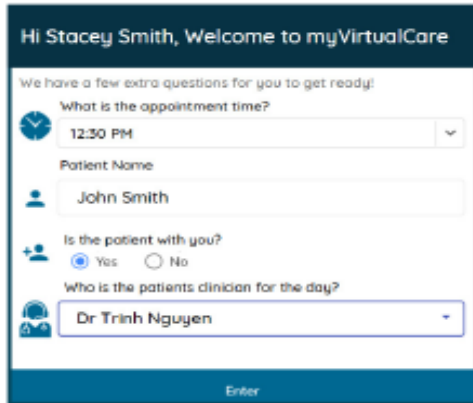 Hi Stacey Smith, Welcome to myVirtualCare
We have a few extra questions for you to get ready!
What is the appointment time?
12:30 PM
Patient Name
John Smith
Is the patient with you?
Yes No
Who is the patients clinician for the day?
Dr Trinh Nguyen
Enter